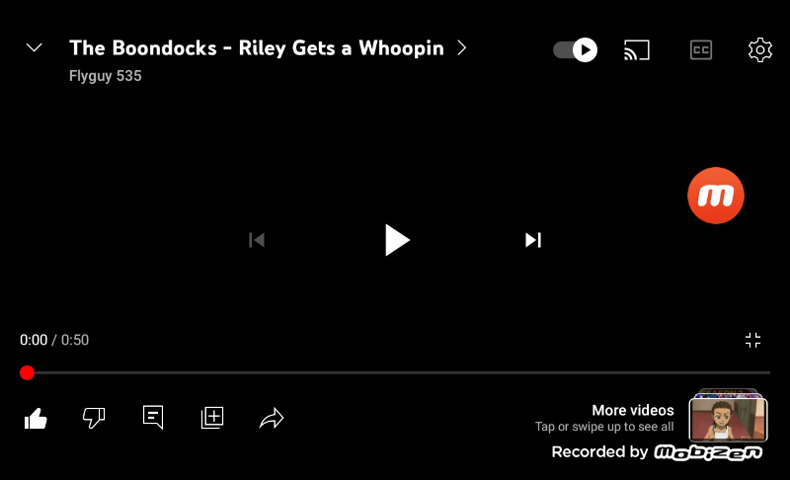 The Boondocks - Riley Gets a Whoopin
Flyguy 535
CC
m
0:00 / 0:50
More videos
Tap or swipe up to see all
Recorded by mobizen